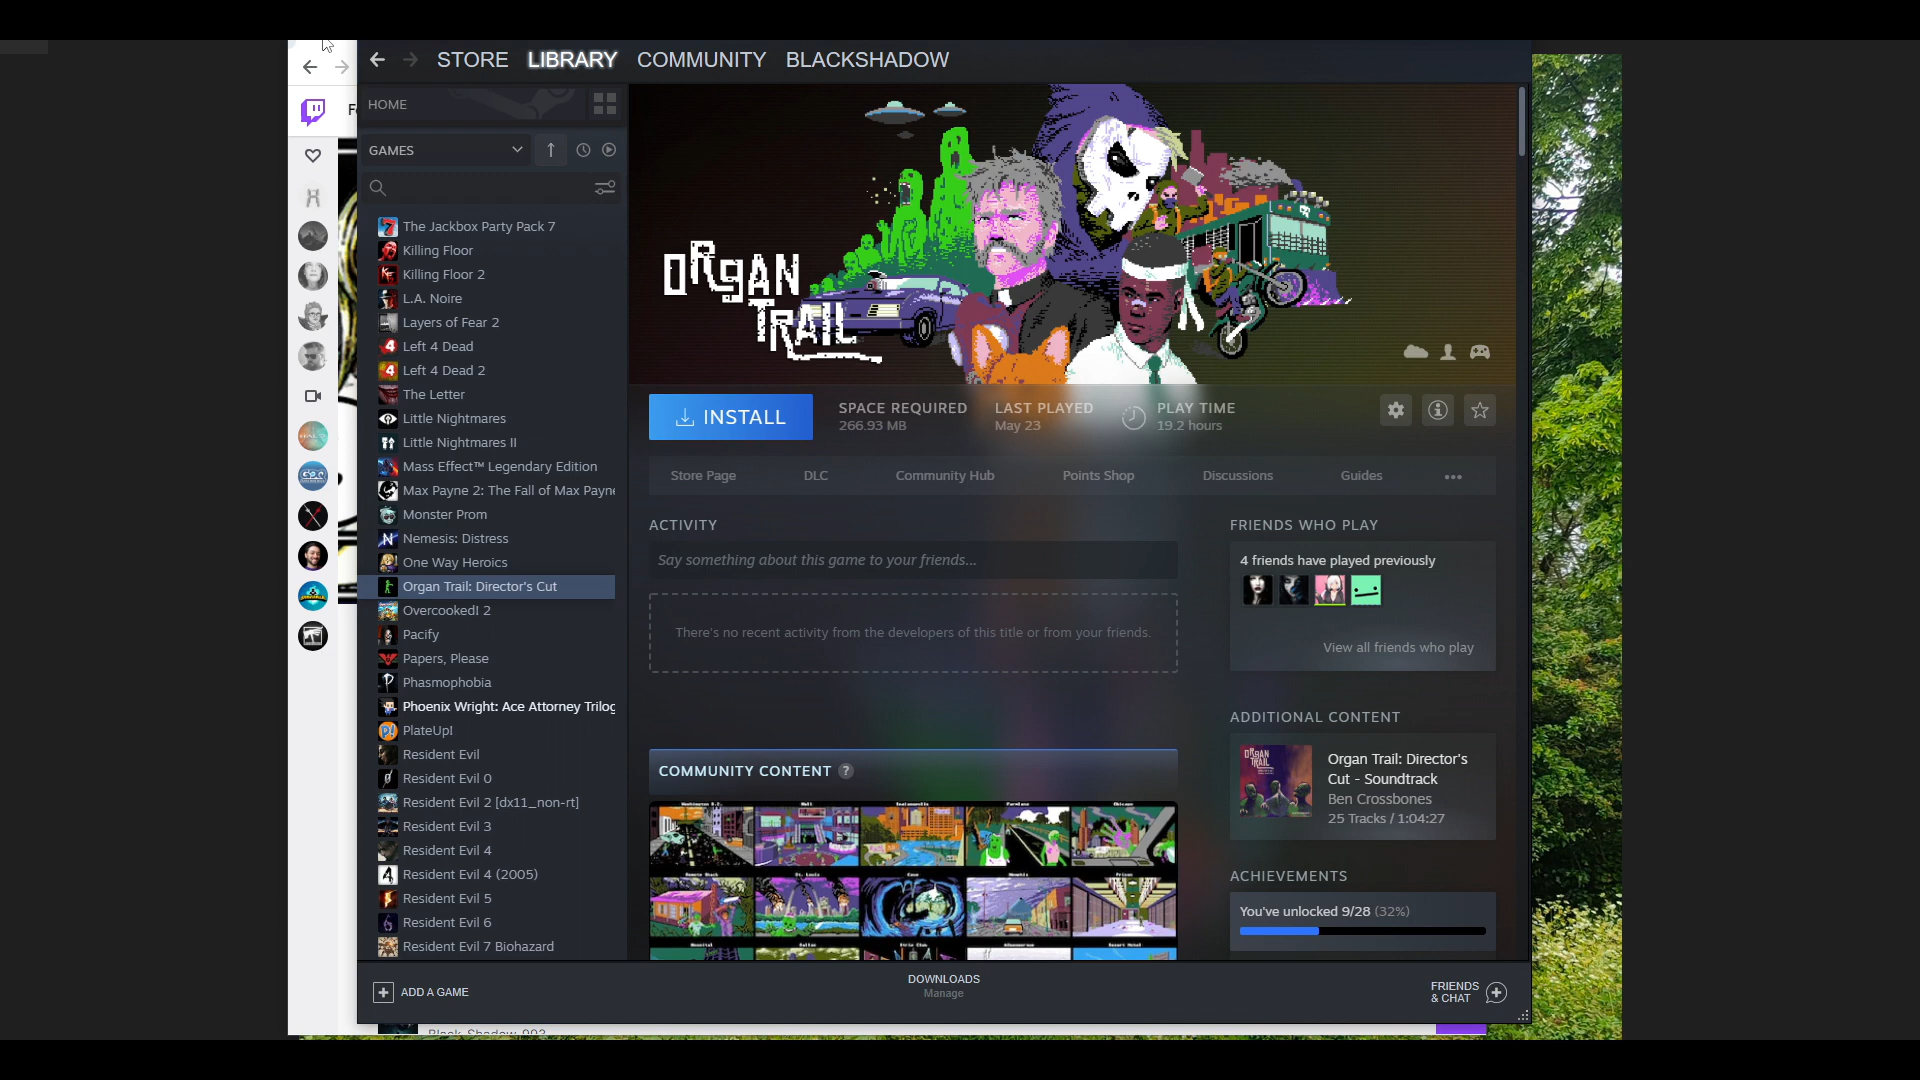 STORE LIBRARY COMMUNITY BLACKSHADOW
HOME
GAMES
The Jackbox Party Pack 7
Killing Floor
Killing Floor 2
L.A. Noire
Layers of Fear 2
Left 4 Dead
Left 4 Dead 2
The Letter
Little Nightmares
Little Nightmares II
Mass Effect™ Legendary Edition
Max Payne 2: The Fall of Max Payne
Monster Prom
Nemesis: Distress
One Way Heroics
Organ Trail: Director's Cut
Overcooked! 2
Pacify
Papers, Please
Phasmophobia
Phoenix Wright: Ace Attorney Trilog
PlateUp!
Resident Evil
Resident Evil 0
Resident Evil 2 [dx11_non-rt]
Resident Evil 3
Resident Evil 4
Resident Evil 4 (2005)
Resident Evil 5
Resident Evil 6
Resident Evil 7 Biohazard
ORgAN
TRAIL
INSTALL
SPACE REQUIRED
266.93 MB
LAST PLAYED
May 23
PLAY TIME
19.2 hours
Store Page DLC Community Hub Points Shop Discussions Guides
ACTIVITY
Say something about this game to your friends...
There's no recent activity from the developers of this title or from your friends.
COMMUNITY CONTENT ?
FRIENDS WHO PLAY
4 friends have played previously
View all friends who play
ADDITIONAL CONTENT
Organ Trail: Director's
Cut - Soundtrack
Ben Crossbones
25 Tracks / 1:04:27
ACHIEVEMENTS
You've unlocked 9/28 (32%)
ADD A GAME
DOWNLOADS
Manage
FRIENDS
& CHAT